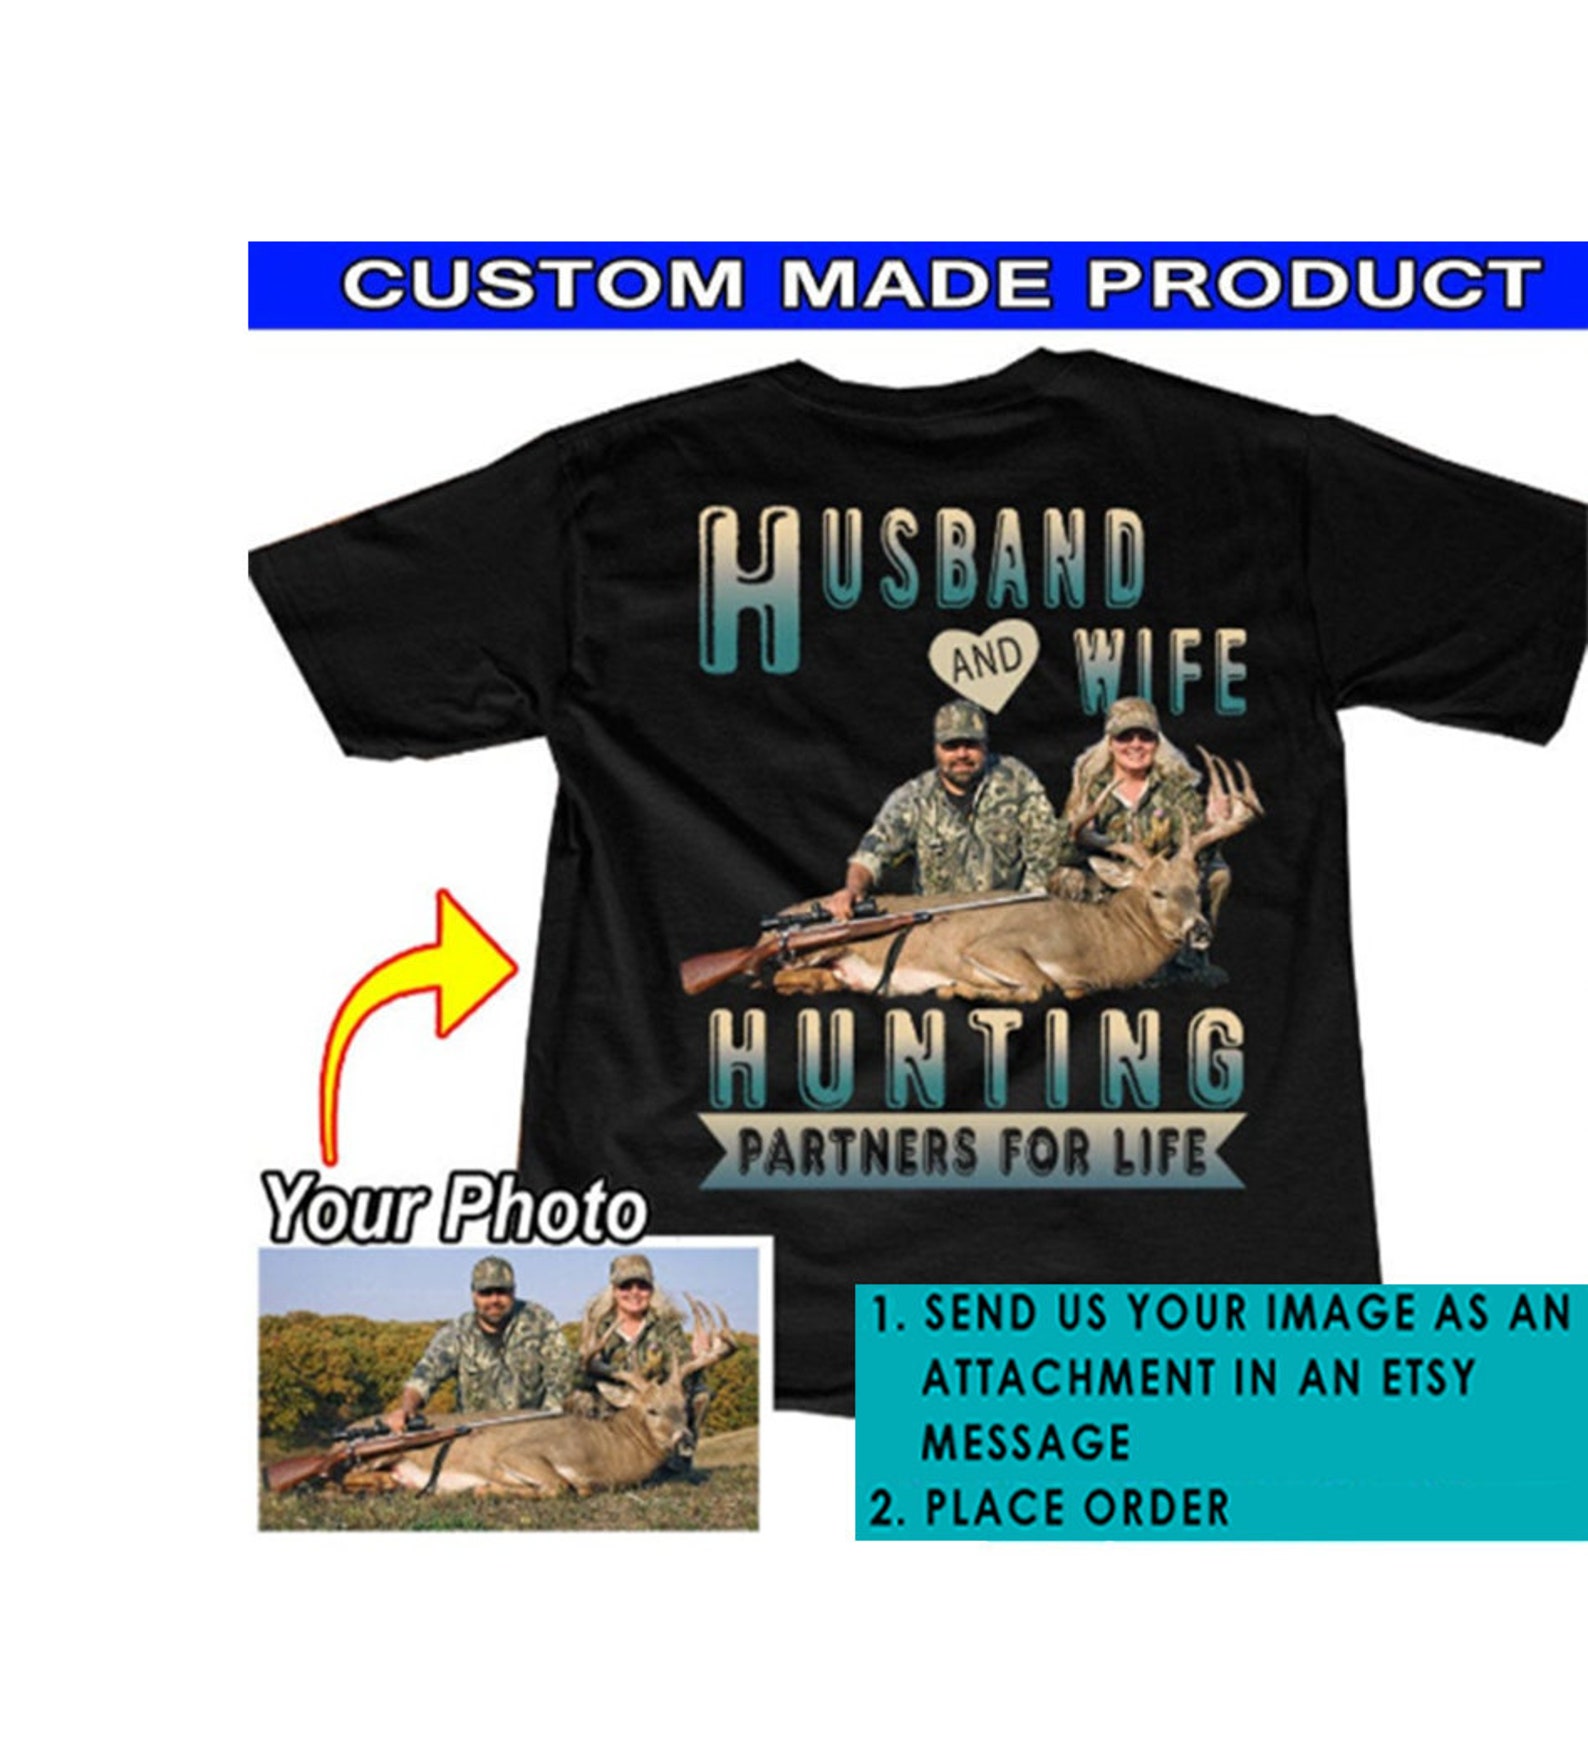 CUSTOM MADE PRODUCT
HUSBAND
AND WIFE
HUNTING
PARTNERS FOR LIFE
Your Photo
1. SEND US YOUR IMAGE AS AN
ATTACHMENT IN AN ETSY
MESSAGE
2. PLACE ORDER